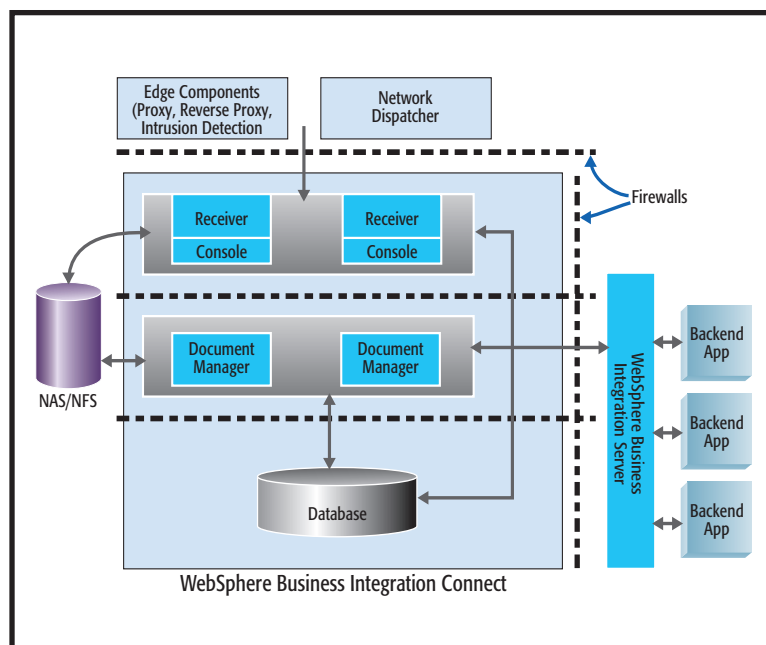 Edge Components
(Proxy, Reverse Proxy,
Intrusion Detection
Network
Dispatcher
Firewalls
Receiver
Console
Receiver
Console
Document
Manager
Document
Manager
NAS/NFS
Database
WebSphere Business Integration Connect
WebSphere Business
Integration Server
Backend
App
Backend
App
Backend
App